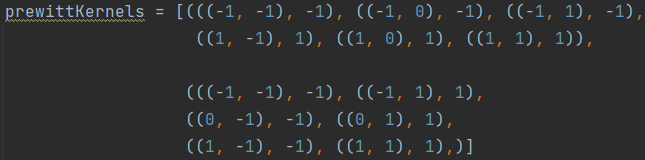 prewittKernels = [(((-1, -1), -1), ((-1, 0), -1), ((-1, 1), -1),
((1, -1), 1), ((1, 0), 1), ((1, 1), 1)),
(((-1, -1), -1), ((-1, 1), 1),
((0, -1), -1), ((0, 1), 1),
((1, -1), -1), ((1, 1), 1),)]